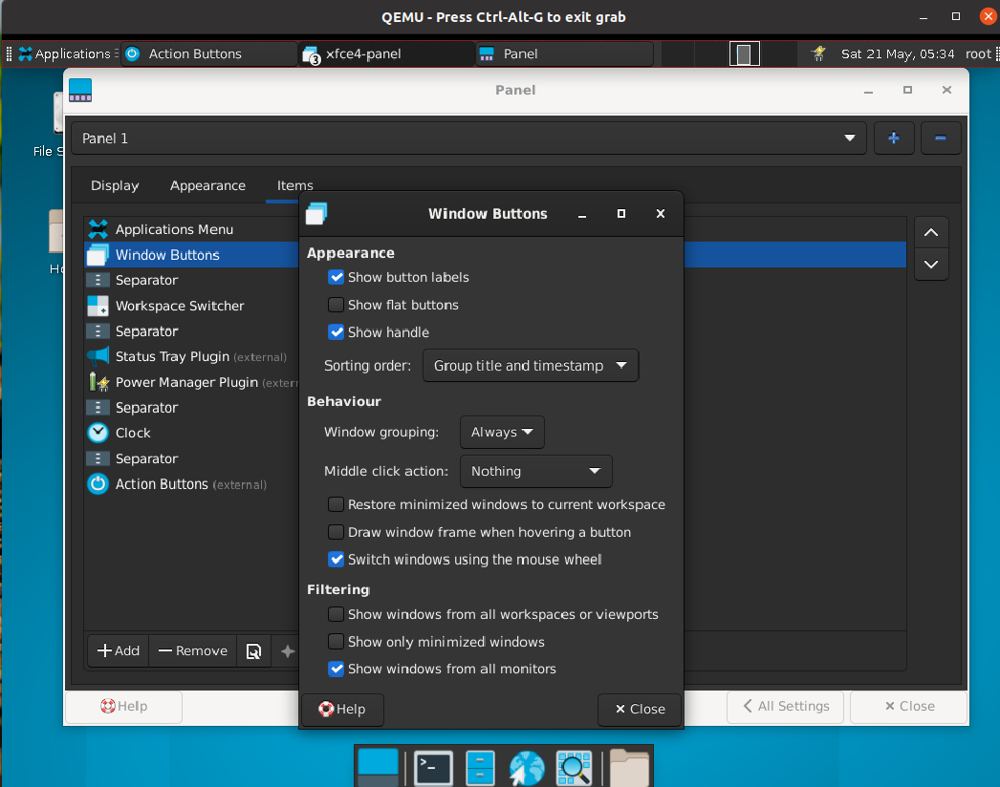 QEMU - Press Ctrl-Alt-G to exit grab
Applications Action Buttons 3 xfce4-panel Panel Sat 21 May, 05:34 root
Panel
File S
Panel 1
Display Appearance Items
Window Buttons
Applications Menu
Window Buttons
Separator
Workspace Switcher
Separator
Status Tray Plugin (external)
Power Manager Plugin (extern
Separator
Clock
Separator
Action Buttons (external)
Ho
Appearance
Show button labels
Show flat buttons
Show handle
Sorting order: Group title and timestamp
Behaviour
Window grouping: Always
Middle click action: Nothing
Restore minimized windows to current workspace
Draw window frame when hovering a button
Switch windows using the mouse wheel
Filtering
Show windows from all workspaces or viewports
Show only minimized windows
Show windows from all monitors
Help Close
Add Remove
Help All Settings Close